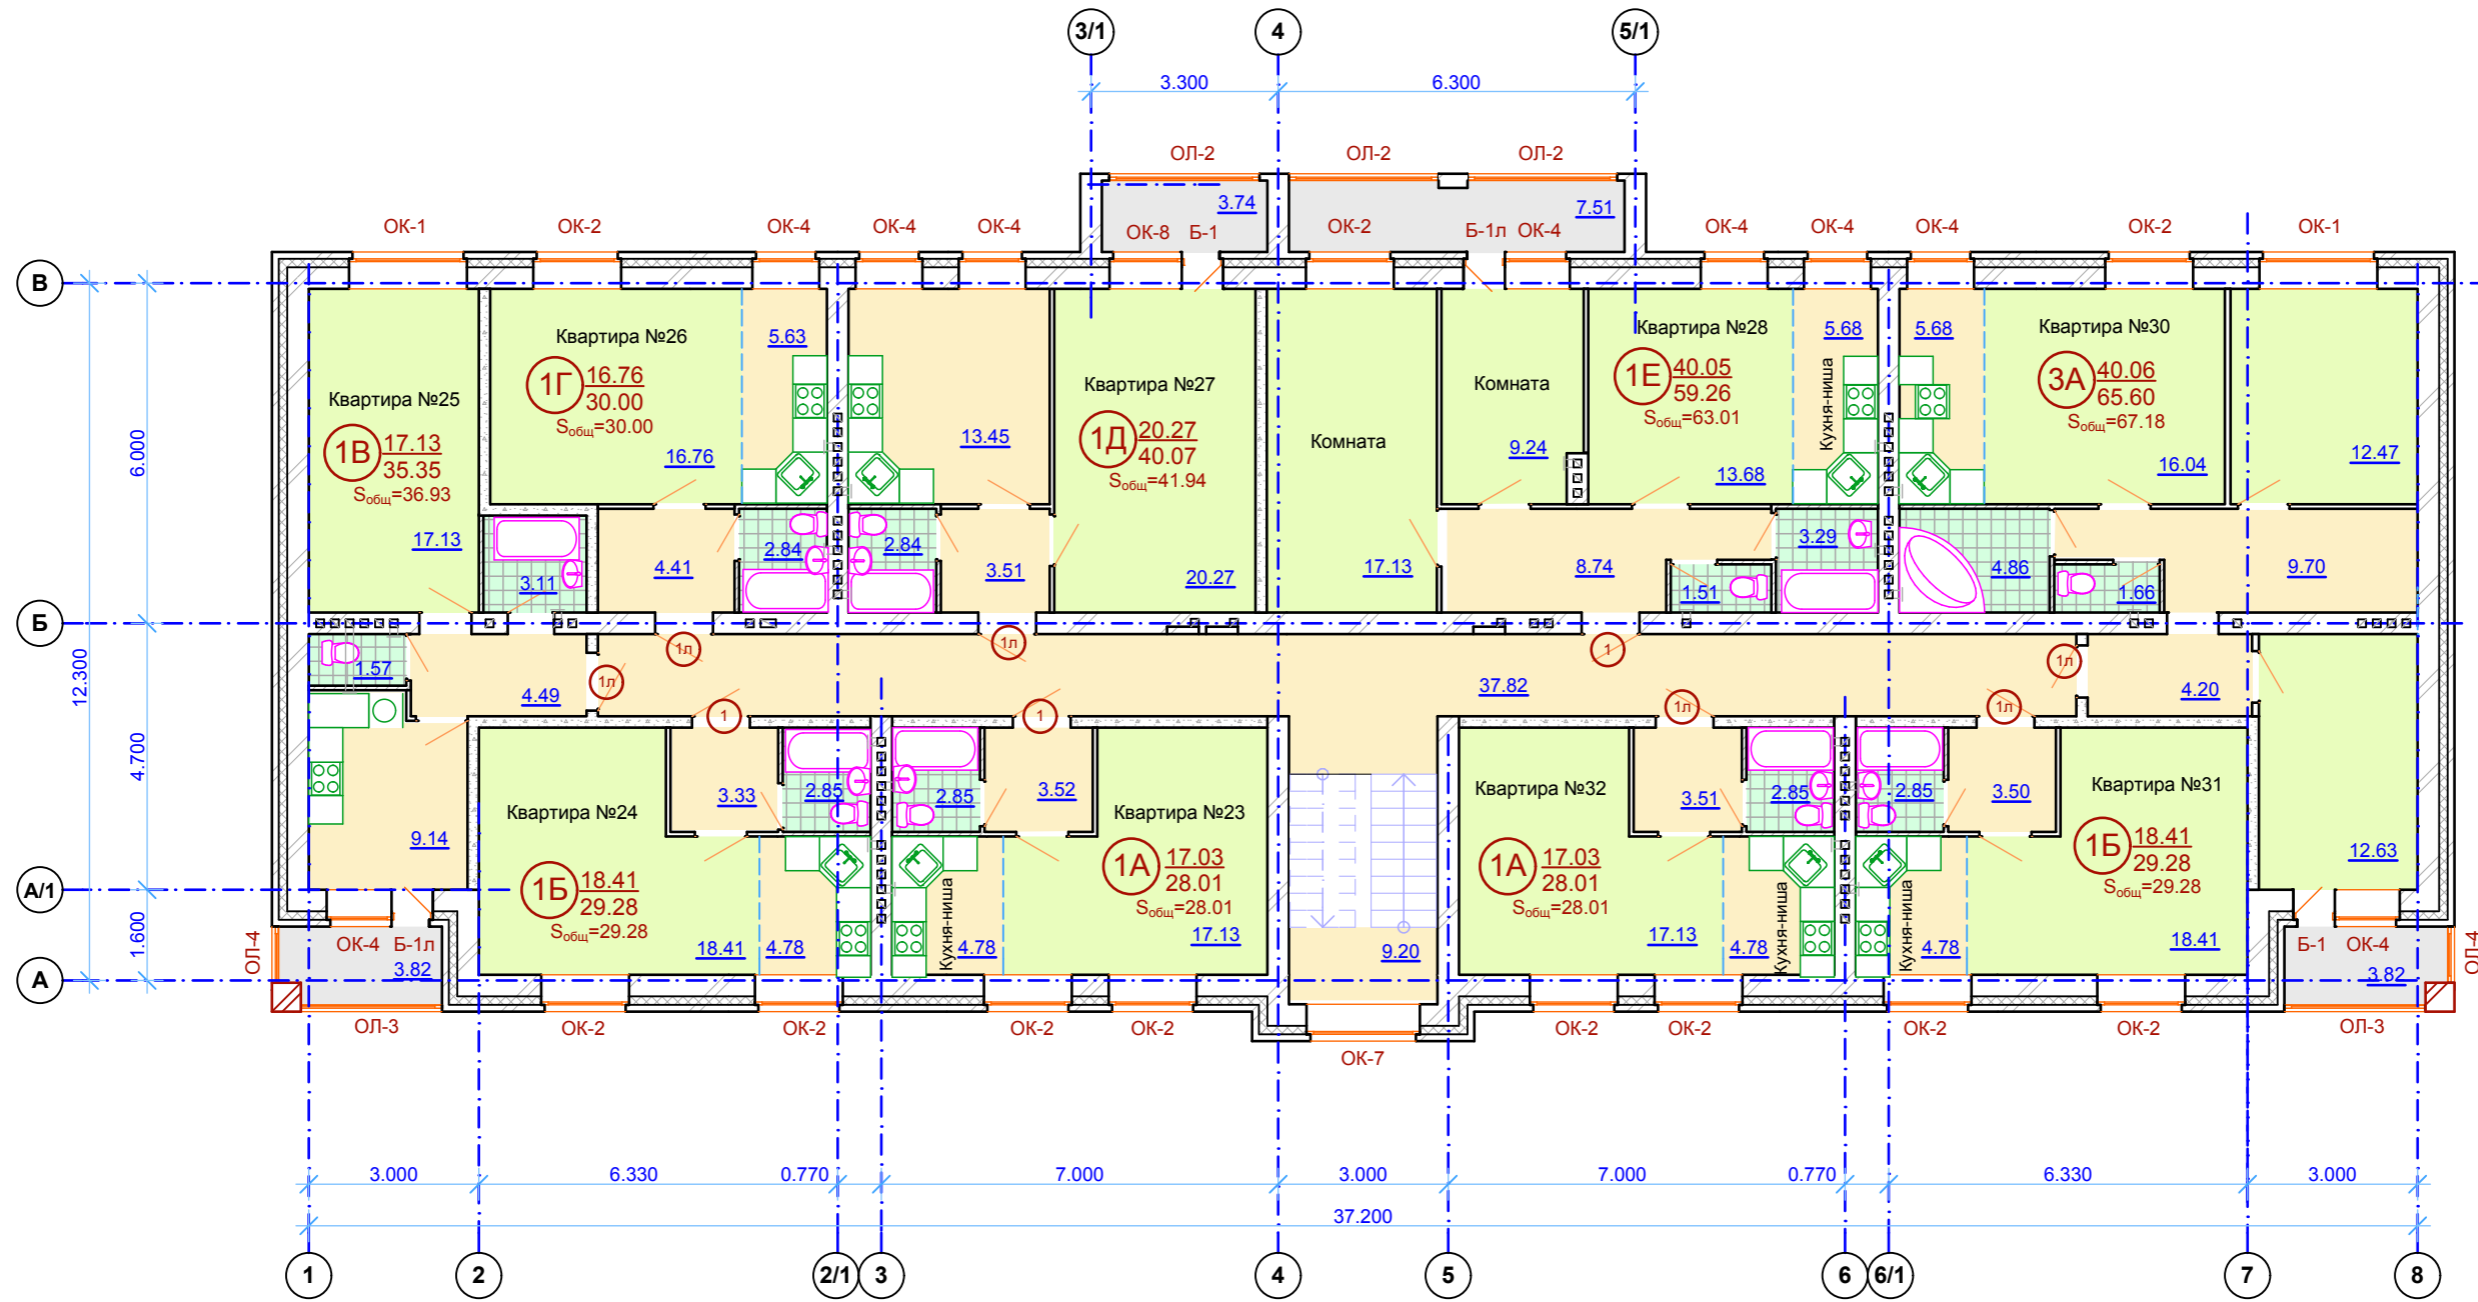 3/1
4
5/1
3.300
6.300
ОЛ-2
ОЛ-2
ОЛ-2
3.74
7.51
ОК-1
ОК-2
ОК-4
ОК-4
ОК-4
ОК-8
Б-1
ОК-2
Б-1л
ОК-4
ОК-4
ОК-4
ОК-4
ОК-2
ОК-1
В
Б
А/1
А
12.300
6.000
4.700
1.600
Квартира №25
1В
17.13
35.35
Sобщ=36.93
17.13
3.11
1.57
4.49
9.14
ОК-4
Б-1л
3.82
ОЛ-4
ОЛ-3
Квартира №26
1Г
16.76
30.00
Sобщ=30.00
5.63
16.76
4.41
2.84
Квартира №27
1Д
20.27
40.07
Sобщ=41.94
13.45
2.84
3.51
20.27
Комната
17.13
Комната
9.24
Квартира №28
1Е
40.05
59.26
Sобщ=63.01
5.68
Кухня-ниша
13.68
8.74
3.29
1.51
Квартира №30
3А
40.06
65.60
Sобщ=67.18
5.68
16.04
12.47
4.86
1.66
9.70
4.20
12.63
Б-1
ОК-4
3.82
ОЛ-4
ОЛ-3
1л
1л
1л
1
1
1
1л
1л
1л
37.82
Квартира №24
1Б
18.41
29.28
Sобщ=29.28
3.33
2.85
18.41
4.78
Квартира №23
1А
17.03
28.01
Sобщ=28.01
2.85
3.52
4.78
Кухня-ниша
17.13
9.20
Квартира №32
1А
17.03
28.01
Sобщ=28.01
3.51
2.85
17.13
4.78
Кухня-ниша
Квартира №31
1Б
18.41
29.28
Sобщ=29.28
2.85
3.50
4.78
Кухня-ниша
18.41
ОК-2
ОК-2
ОК-2
ОК-2
ОК-7
ОК-2
ОК-2
ОК-2
ОК-2
3.000
6.330
0.770
7.000
3.000
7.000
0.770
6.330
3.000
37.200
1
2
2/1
3
4
5
6
6/1
7
8